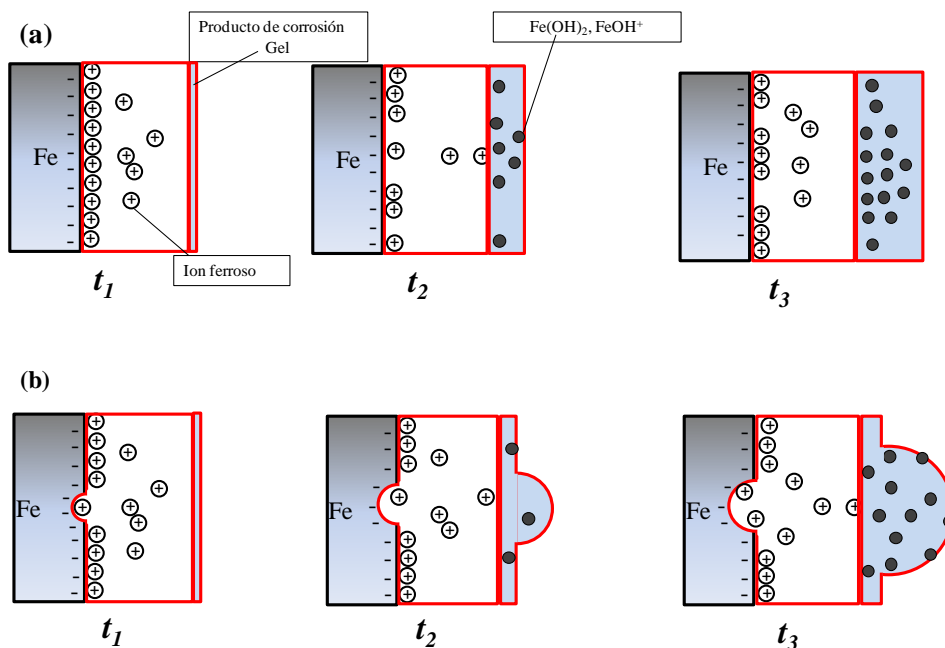 (a)
Producto de corrosión
Gel
Fe(OH)₂, FeOH⁺
Fe
Fe
Fe
Ion ferroso
t₁
t₂
t₃
(b)
Fe
Fe
Fe
t₁
t₂
t₃